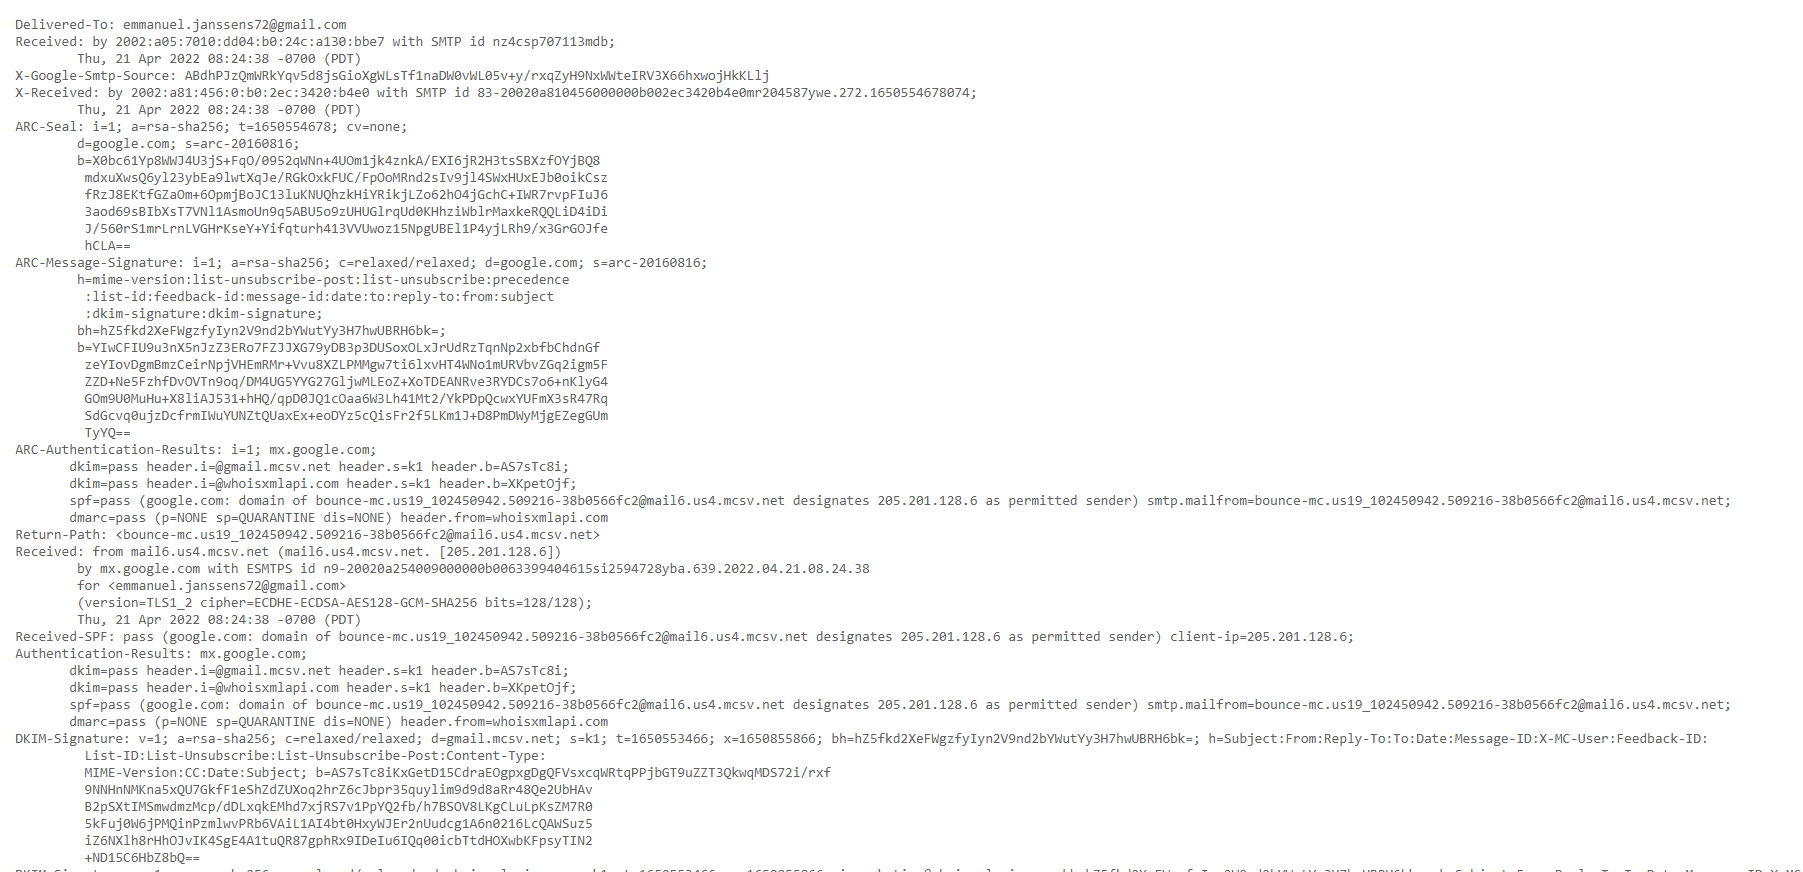 Delivered-To: emmanuel.janssens72@gmail.com
Received: by 2002:a05:7010:dd04:b0:24c:a130:bbe7 with SMTP id nz4csp707113mdb;
Thu, 21 Apr 2022 08:24:38 -0700 (PDT)
X-Google-Smtp-Source: ABdhPJzQmWRkYqv5d8jsGioXgWLsTf1naDW0vWL05v+y/rxqZyH9NxWWteIRV3X66hxwojHkKLlj
X-Received: by 2002:a81:456:0:b0:2ec:3420:b4e0 with SMTP id 83-20020a810456000000b002ec3420b4e0mr204587ywe.272.1650554678074;
Thu, 21 Apr 2022 08:24:38 -0700 (PDT)
ARC-Seal: i=1; a=rsa-sha256; t=1650554678; cv=none;
d=google.com; s=arc-20160816;
b=X0bc61Yp8WWJ4U3jS+FqO/0952qWNn+4UOm1jk4znkA/EXI6jR2H3tsSBXzfOYjBQ8
mdxuXwsQ6yl23ybEa9lwtXqJe/RGkOxkFUC/FpOoMRnd2sIv9jl4SWxHUxEJb0oikCsz
fRzJ8EKtfGZaOm+6OpmjBoJC13luKNUQhzkHiYRikjLZo62hO4jGchC+IWR7rvpFIuJ6
3aod69sBIbXsT7VNl1AsmoUn9q5ABU5o9zUHUGlrqUd0KHhziWblrMaxkeRQQLiD4iDi
J/560rS1mrLrnLVGHrKseY+Yifqturh413VVUwoz15NpgUBEl1P4yjLRh9/x3GrGOJfe
hCLA==
ARC-Message-Signature: i=1; a=rsa-sha256; c=relaxed/relaxed; d=google.com; s=arc-20160816;
h=mime-version:list-unsubscribe-post:list-unsubscribe:precedence
:list-id:feedback-id:message-id:date:to:reply-to:from:subject
:dkim-signature:dkim-signature;
bh=hZ5fkd2XeFWgzfyIyn2V9nd2bYWutYy3H7hwUBRH6bk=;
b=YIwCFIU9u3nX5nJzZ3ERo7FZJJXG79yDB3p3DUSoxOLxJrUdRzTqnNp2xbfbChdnGf
zeYIovDgmBmzCeirNpjVHEmRMr+Vvu8XZLPMMgw7ti6lxvHT4WNo1mURVbvZGq2igm5F
ZZD+Ne5FzhfDvOVTn9oq/DM4UG5YYG27GljwMLEoZ+XoTDEANRve3RYDCs7o6+nKlyG4
GOm9U0MuHu+X8liAJ531+hHQ/qpD0JQ1cOaa6W3Lh41Mt2/YkPDpQcwxYUFmX3sR47Rq
SdGcvq0ujzDcfrmIWuYUNZtQUaxEx+eoDYz5cQisFr2f5LKm1J+D8PmDWyMjgEZegGUm
TyYQ==
ARC-Authentication-Results: i=1; mx.google.com;
dkim=pass header.i=@gmail.mcsv.net header.s=k1 header.b=AS7sTc8i;
dkim=pass header.i=@whoisxmlapi.com header.s=k1 header.b=XKpetOjf;
spf=pass (google.com: domain of bounce-mc.us19_102450942.509216-38b0566fc2@mail6.us4.mcsv.net designates 205.201.128.6 as permitted sender) smtp.mailfrom=bounce-mc.us19_102450942.509216-38b0566fc2@mail6.us4.mcsv.net;
dmarc=pass (p=NONE sp=QUARANTINE dis=NONE) header.from=whoisxmlapi.com
Return-Path: <bounce-mc.us19_102450942.509216-38b0566fc2@mail6.us4.mcsv.net>
Received: from mail6.us4.mcsv.net (mail6.us4.mcsv.net. [205.201.128.6])
by mx.google.com with ESMTPS id n9-20020a254009000000b0063399404615si2594728yba.639.2022.04.21.08.24.38
for <emmanuel.janssens72@gmail.com>
(version=TLS1_2 cipher=ECDHE-ECDSA-AES128-GCM-SHA256 bits=128/128);
Thu, 21 Apr 2022 08:24:38 -0700 (PDT)
Received-SPF: pass (google.com: domain of bounce-mc.us19_102450942.509216-38b0566fc2@mail6.us4.mcsv.net designates 205.201.128.6 as permitted sender) client-ip=205.201.128.6;
Authentication-Results: mx.google.com;
dkim=pass header.i=@gmail.mcsv.net header.s=k1 header.b=AS7sTc8i;
dkim=pass header.i=@whoisxmlapi.com header.s=k1 header.b=XKpetOjf;
spf=pass (google.com: domain of bounce-mc.us19_102450942.509216-38b0566fc2@mail6.us4.mcsv.net designates 205.201.128.6 as permitted sender) smtp.mailfrom=bounce-mc.us19_102450942.509216-38b0566fc2@mail6.us4.mcsv.net;
dmarc=pass (p=NONE sp=QUARANTINE dis=NONE) header.from=whoisxmlapi.com
DKIM-Signature: v=1; a=rsa-sha256; c=relaxed/relaxed; d=gmail.mcsv.net; s=k1; t=1650553466; x=1650855866; bh=hZ5fkd2XeFWgzfyIyn2V9nd2bYWutYy3H7hwUBRH6bk=; h=Subject:From:Reply-To:To:Date:Message-ID:X-MC-User:Feedback-ID:
List-ID:List-Unsubscribe:List-Unsubscribe-Post:Content-Type:
MIME-Version:CC:Date:Subject; b=AS7sTc8iKxGetD15CdraEOgpxgDgQFVsxcqWRtqPPjbGT9uZZT3QkwqMDS72i/rxf
9NNHnNMKna5xQU7GkfF1eShZdZUXoq2hrZ6cJbpr35quylim9d9d8aRr48Qe2UbHAv
B2pSXtIMSmwdmzMcp/dDLxqkEMhd7xjRS7v1PpYQ2fb/h7BSOV8LKgCLuLpKsZM7R0
5kFuj0W6jPMQinPzmlwvPRb6VAiL1AI4bt0HxyWJEr2nUudcg1A6n0216LcQAWSuz5
iZ6NXlh8rHhOJvIK4SgE4A1tuQR87gphRx9IDeIu6IQq00icbTtdHOXwbKFpsyTIN2
+ND15C6HbZ8bQ==